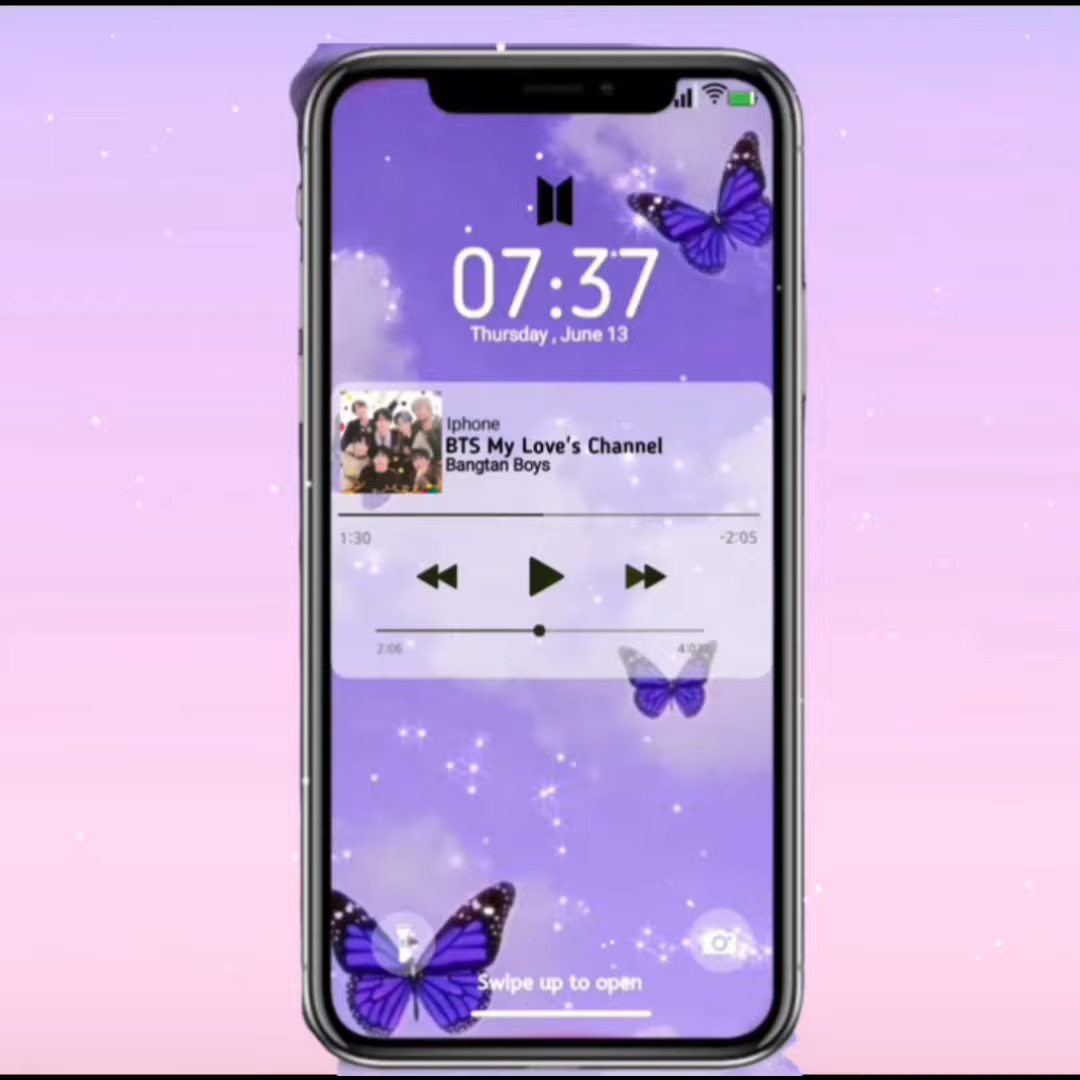 07:37
Thursday , June 13
Iphone
BTS My Love's Channel
Bangtan Boys
1:30 -2:05
2:06
Swipe up to open